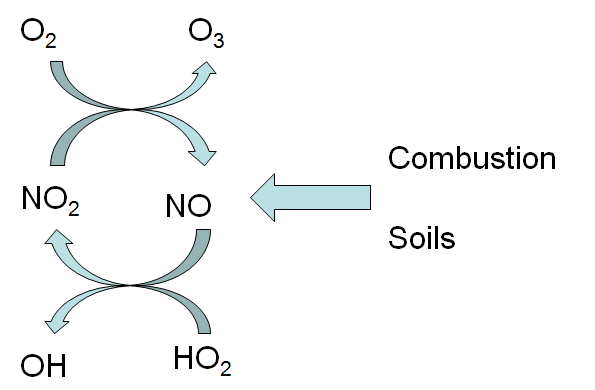 O₂
O₃
Combustion
NO₂
NO
Soils
OH
HO₂